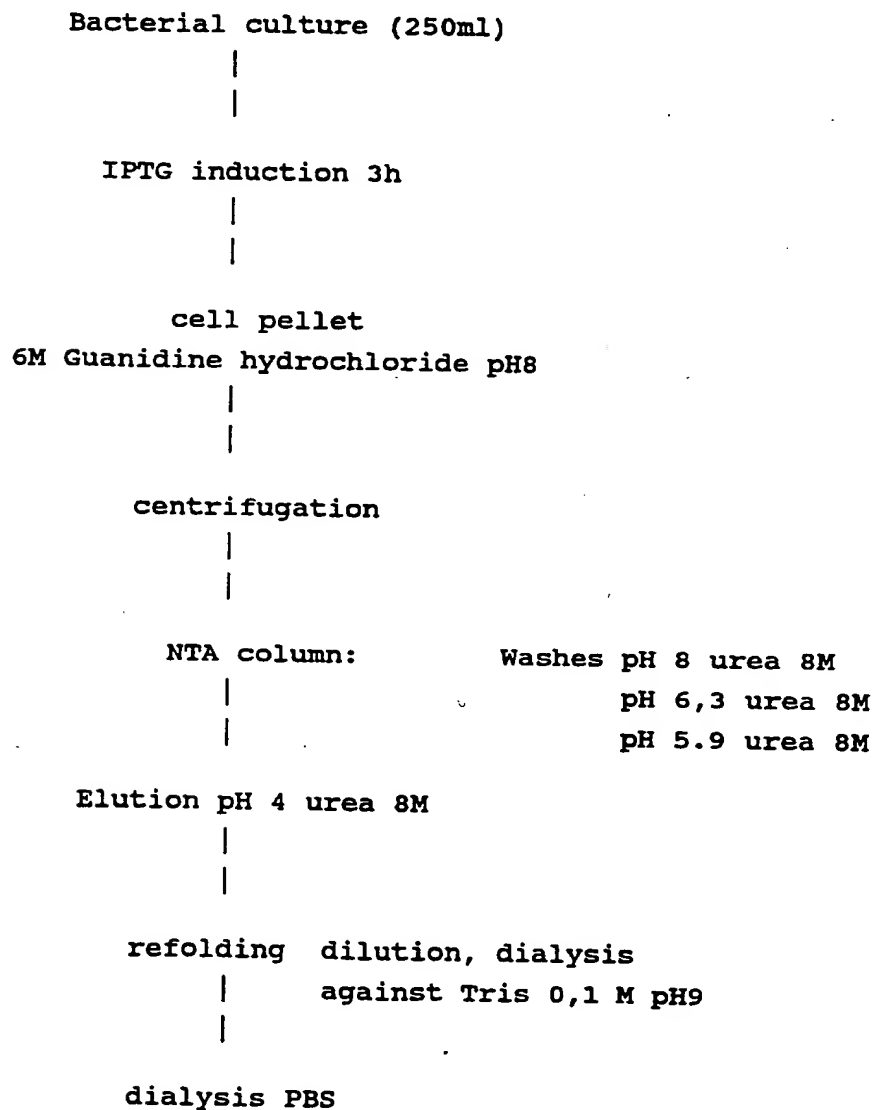 Bacterial culture (250ml)
IPTG induction 3h
cell pellet
6M Guanidine hydrochloride pH8
centrifugation
NTA column: Washes pH 8 urea 8M
pH 6,3 urea 8M
pH 5.9 urea 8M
Elution pH 4 urea 8M
refolding dilution, dialysis
against Tris 0,1 M pH9
dialysis PBS